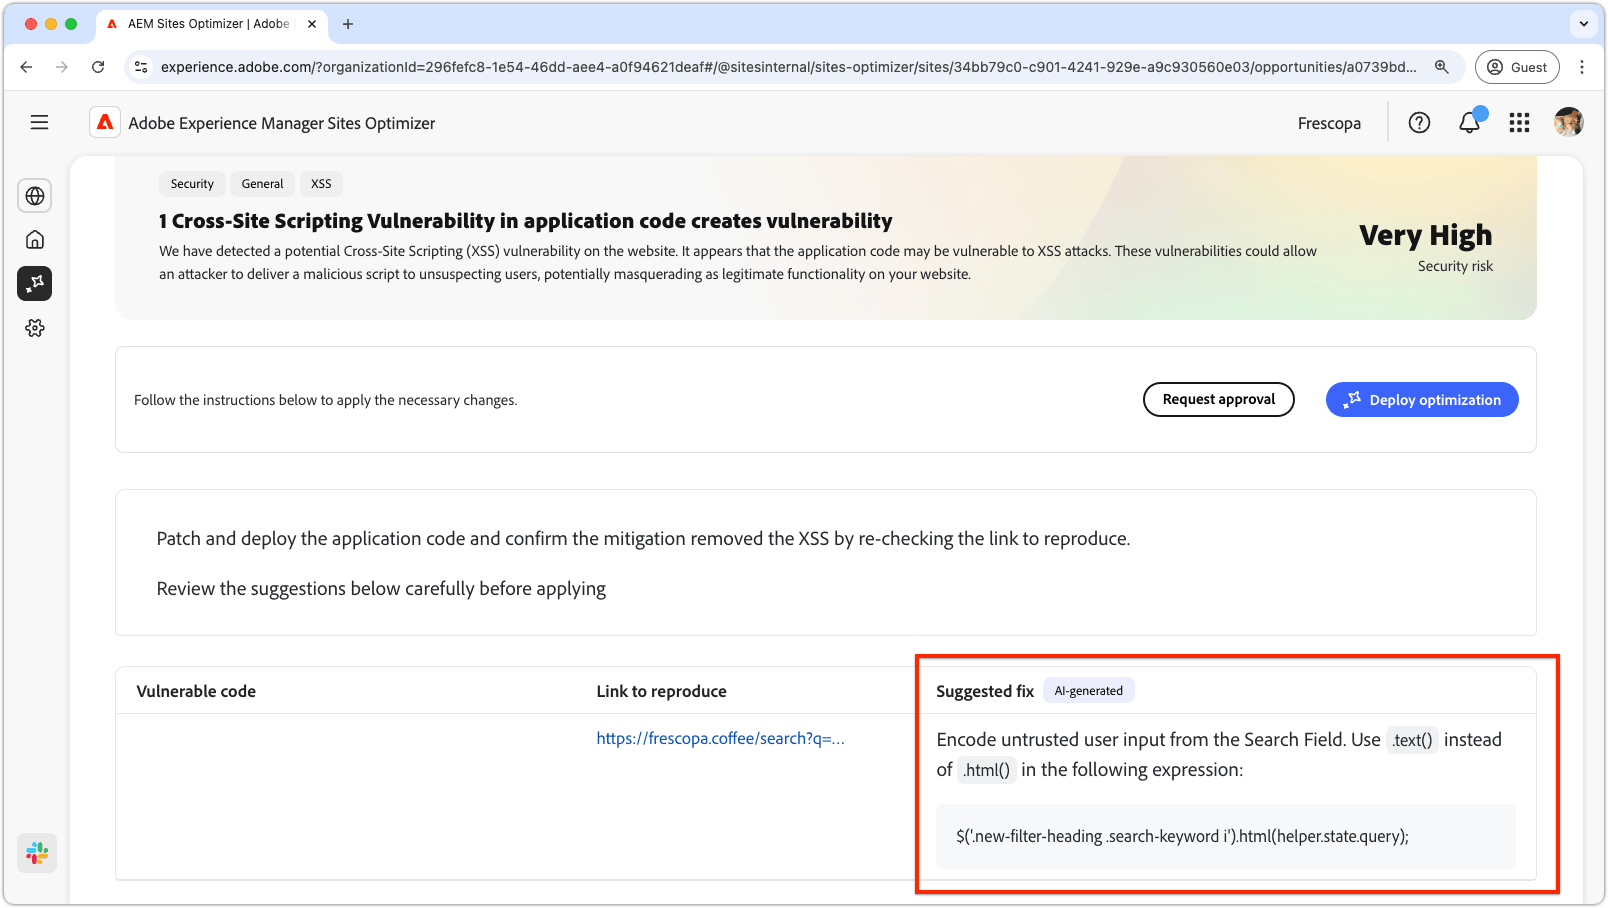 AEM Sites Optimizer | Adobe
experience.adobe.com/?organizationId=296fefc8-1e54-46dd-aee4-a0f94621deaf#/@sitesinternal/sites-optimizer/sites/34bb79c0-c901-4241-929e-a9c930560e03/opportunities/a0739bd...
Guest
Adobe Experience Manager Sites Optimizer
Frescopa
Security
General
XSS
1 Cross-Site Scripting Vulnerability in application code creates vulnerability
We have detected a potential Cross-Site Scripting (XSS) vulnerability on the website. It appears that the application code may be vulnerable to XSS attacks. These vulnerabilities could allow
an attacker to deliver a malicious script to unsuspecting users, potentially masquerading as legitimate functionality on your website.
Very High
Security risk
Follow the instructions below to apply the necessary changes.
Request approval
Deploy optimization
Patch and deploy the application code and confirm the mitigation removed the XSS by re-checking the link to reproduce.
Review the suggestions below carefully before applying
Vulnerable code
Link to reproduce
Suggested fix
AI-generated
https://frescopa.coffee/search?q=...
Encode untrusted user input from the Search Field. Use .text() instead
of .html() in the following expression:
$('.new-filter-heading .search-keyword i').html(helper.state.query);